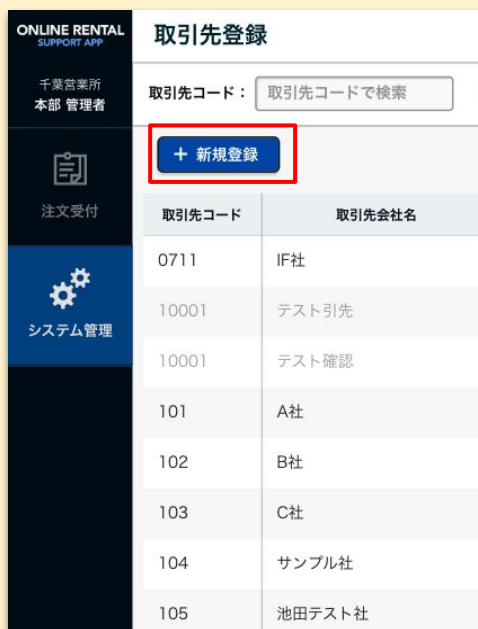 ONLINE RENTAL
SUPPORT APP
千葉営業所
本部 管理者
注文受付
システム管理
取引先登録
取引先コード： 取引先コードで検索
＋ 新規登録
取引先コード 取引先会社名
0711 IF社
10001 テスト引先
10001 テスト確認
101 A社
102 B社
103 C社
104 サンプル社
105 池田テスト社